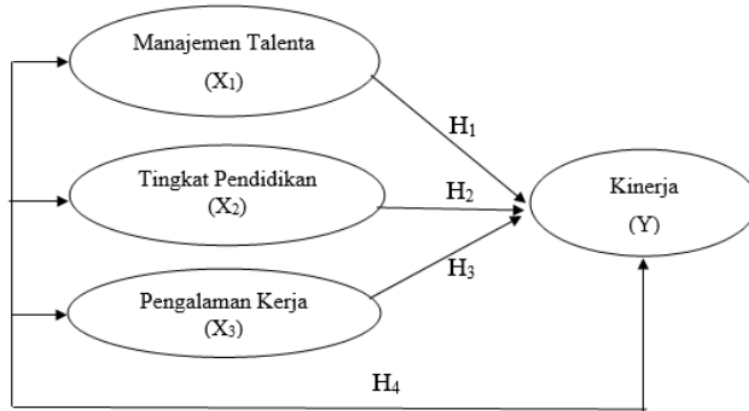 Manajemen Talenta
(X₁)
H₁
Tingkat Pendidikan
(X₂)
H₂
Kinerja
(Y)
H₃
Pengalaman Kerja
(X₃)
H₄